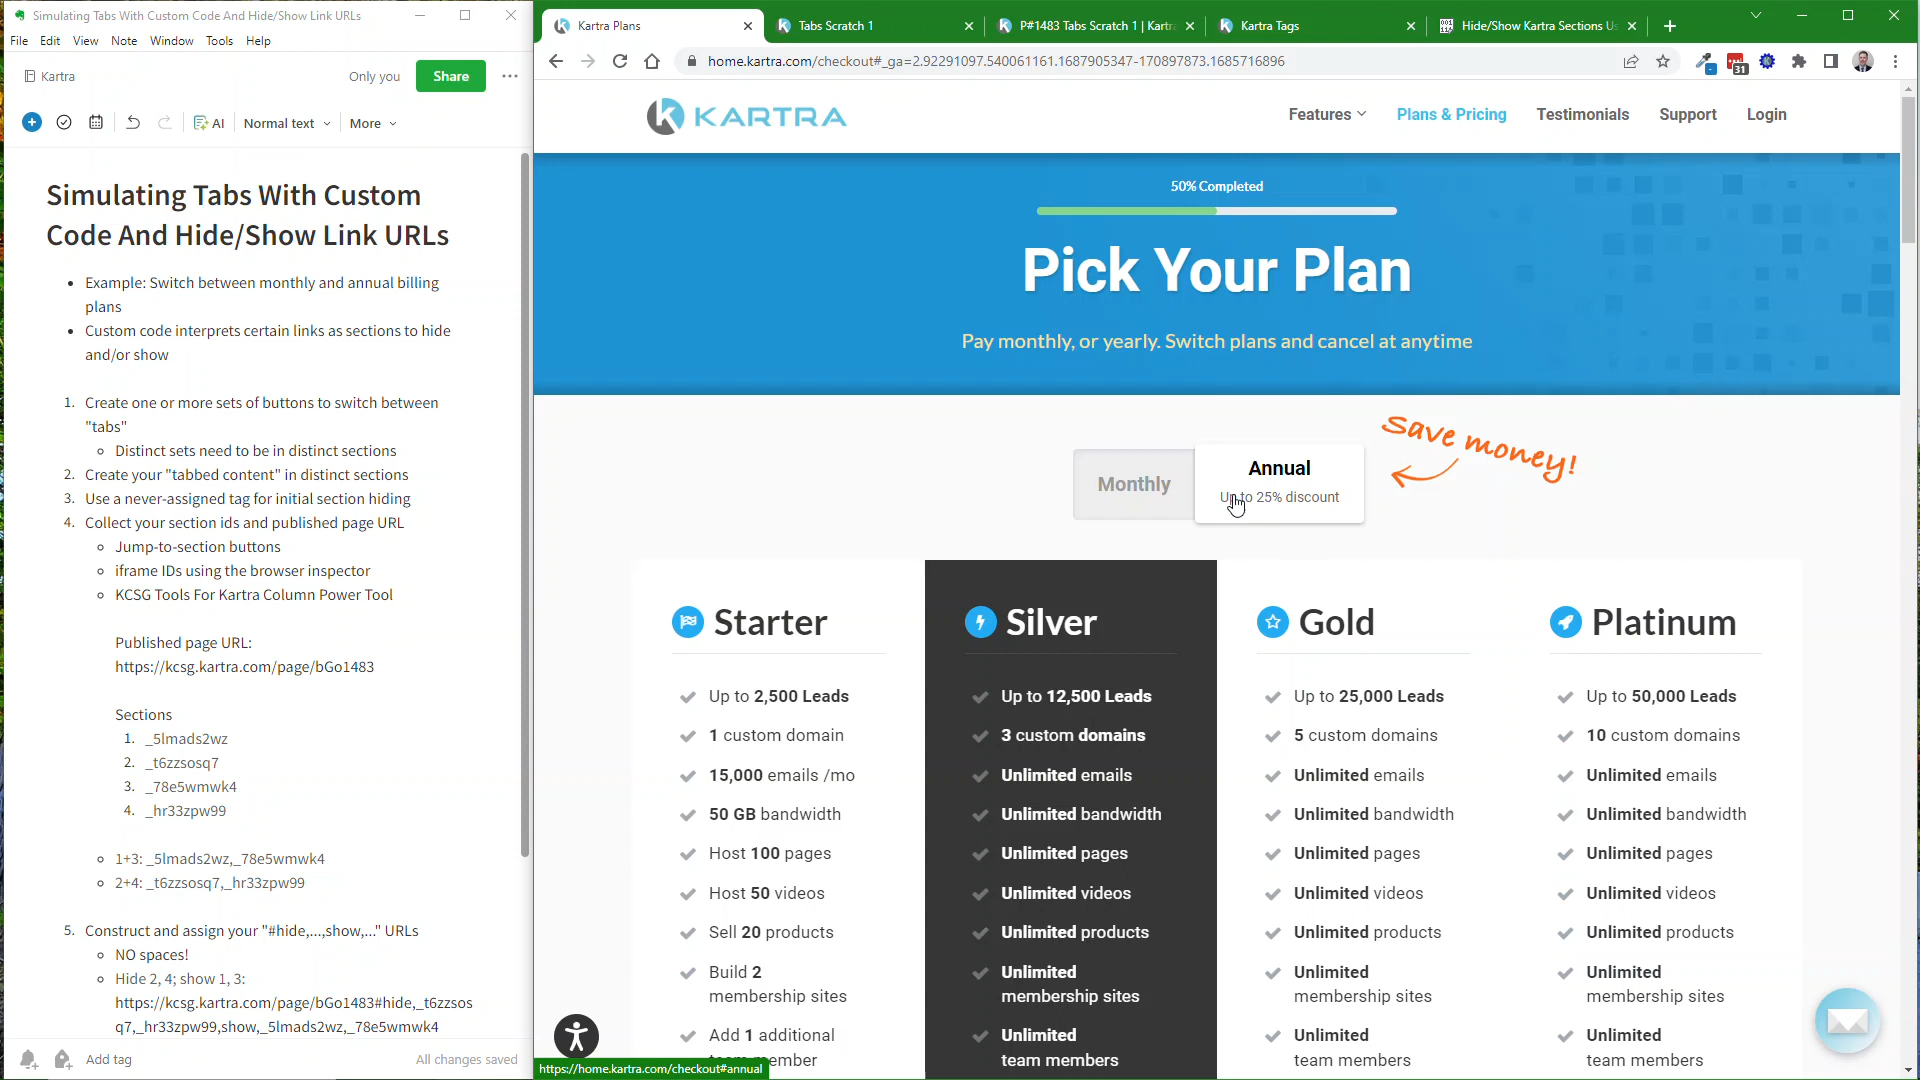 Simulating Tabs With Custom Code And Hide/Show Link URLs
File Edit View Note Window Tools Help
Kartra
Only you
Share
AI
Normal text
More
Simulating Tabs With Custom
Code And Hide/Show Link URLs
Example: Switch between monthly and annual billing
plans
Custom code interprets certain links as sections to hide
and/or show
1. Create one or more sets of buttons to switch between
"tabs"
Distinct sets need to be in distinct sections
2. Create your "tabbed content" in distinct sections
3. Use a never-assigned tag for initial section hiding
4. Collect your section ids and published page URL
Jump-to-section buttons
iframe IDs using the browser inspector
KCSG Tools For Kartra Column Power Tool
Published page URL:
https://kcsg.kartra.com/page/bGo1483
Sections
1. _5lmads2wz
2. _t6zzsosq7
3. _78e5wmwk4
4. _hr33zpw99
1+3: _5lmads2wz,_78e5wmwk4
2+4: _t6zzsosq7,_hr33zpw99
5. Construct and assign your "#hide,...,show,..." URLs
NO spaces!
Hide 2, 4; show 1, 3:
https://kcsg.kartra.com/page/bGo1483#hide,_t6zzsos
q7,_hr33zpw99,show,_5lmads2wz,_78e5wmwk4
Add tag
All changes saved
Kartra Plans
Tabs Scratch 1
P#1483 Tabs Scratch 1 | Kartr
Kartra Tags
Hide/Show Kartra Sections Us
home.kartra.com/checkout#_ga=2.92291097.540061161.1687905347-170897873.1685716896
31
KARTRA
Features
Plans & Pricing
Testimonials
Support
Login
50% Completed
Pick Your Plan
Pay monthly, or yearly. Switch plans and cancel at anytime
Monthly
Annual
Up to 25% discount
Save money!
Starter
Up to 2,500 Leads
1 custom domain
15,000 emails /mo
50 GB bandwidth
Host 100 pages
Host 50 videos
Sell 20 products
Build 2
membership sites
Add 1 additional
team member
Silver
Up to 12,500 Leads
3 custom domains
Unlimited emails
Unlimited bandwidth
Unlimited pages
Unlimited videos
Unlimited products
Unlimited
membership sites
Unlimited
team members
Gold
Up to 25,000 Leads
5 custom domains
Unlimited emails
Unlimited bandwidth
Unlimited pages
Unlimited videos
Unlimited products
Unlimited
membership sites
Unlimited
team members
Platinum
Up to 50,000 Leads
10 custom domains
Unlimited emails
Unlimited bandwidth
Unlimited pages
Unlimited videos
Unlimited products
Unlimited
membership sites
Unlimited
team members
https://home.kartra.com/checkout#annual